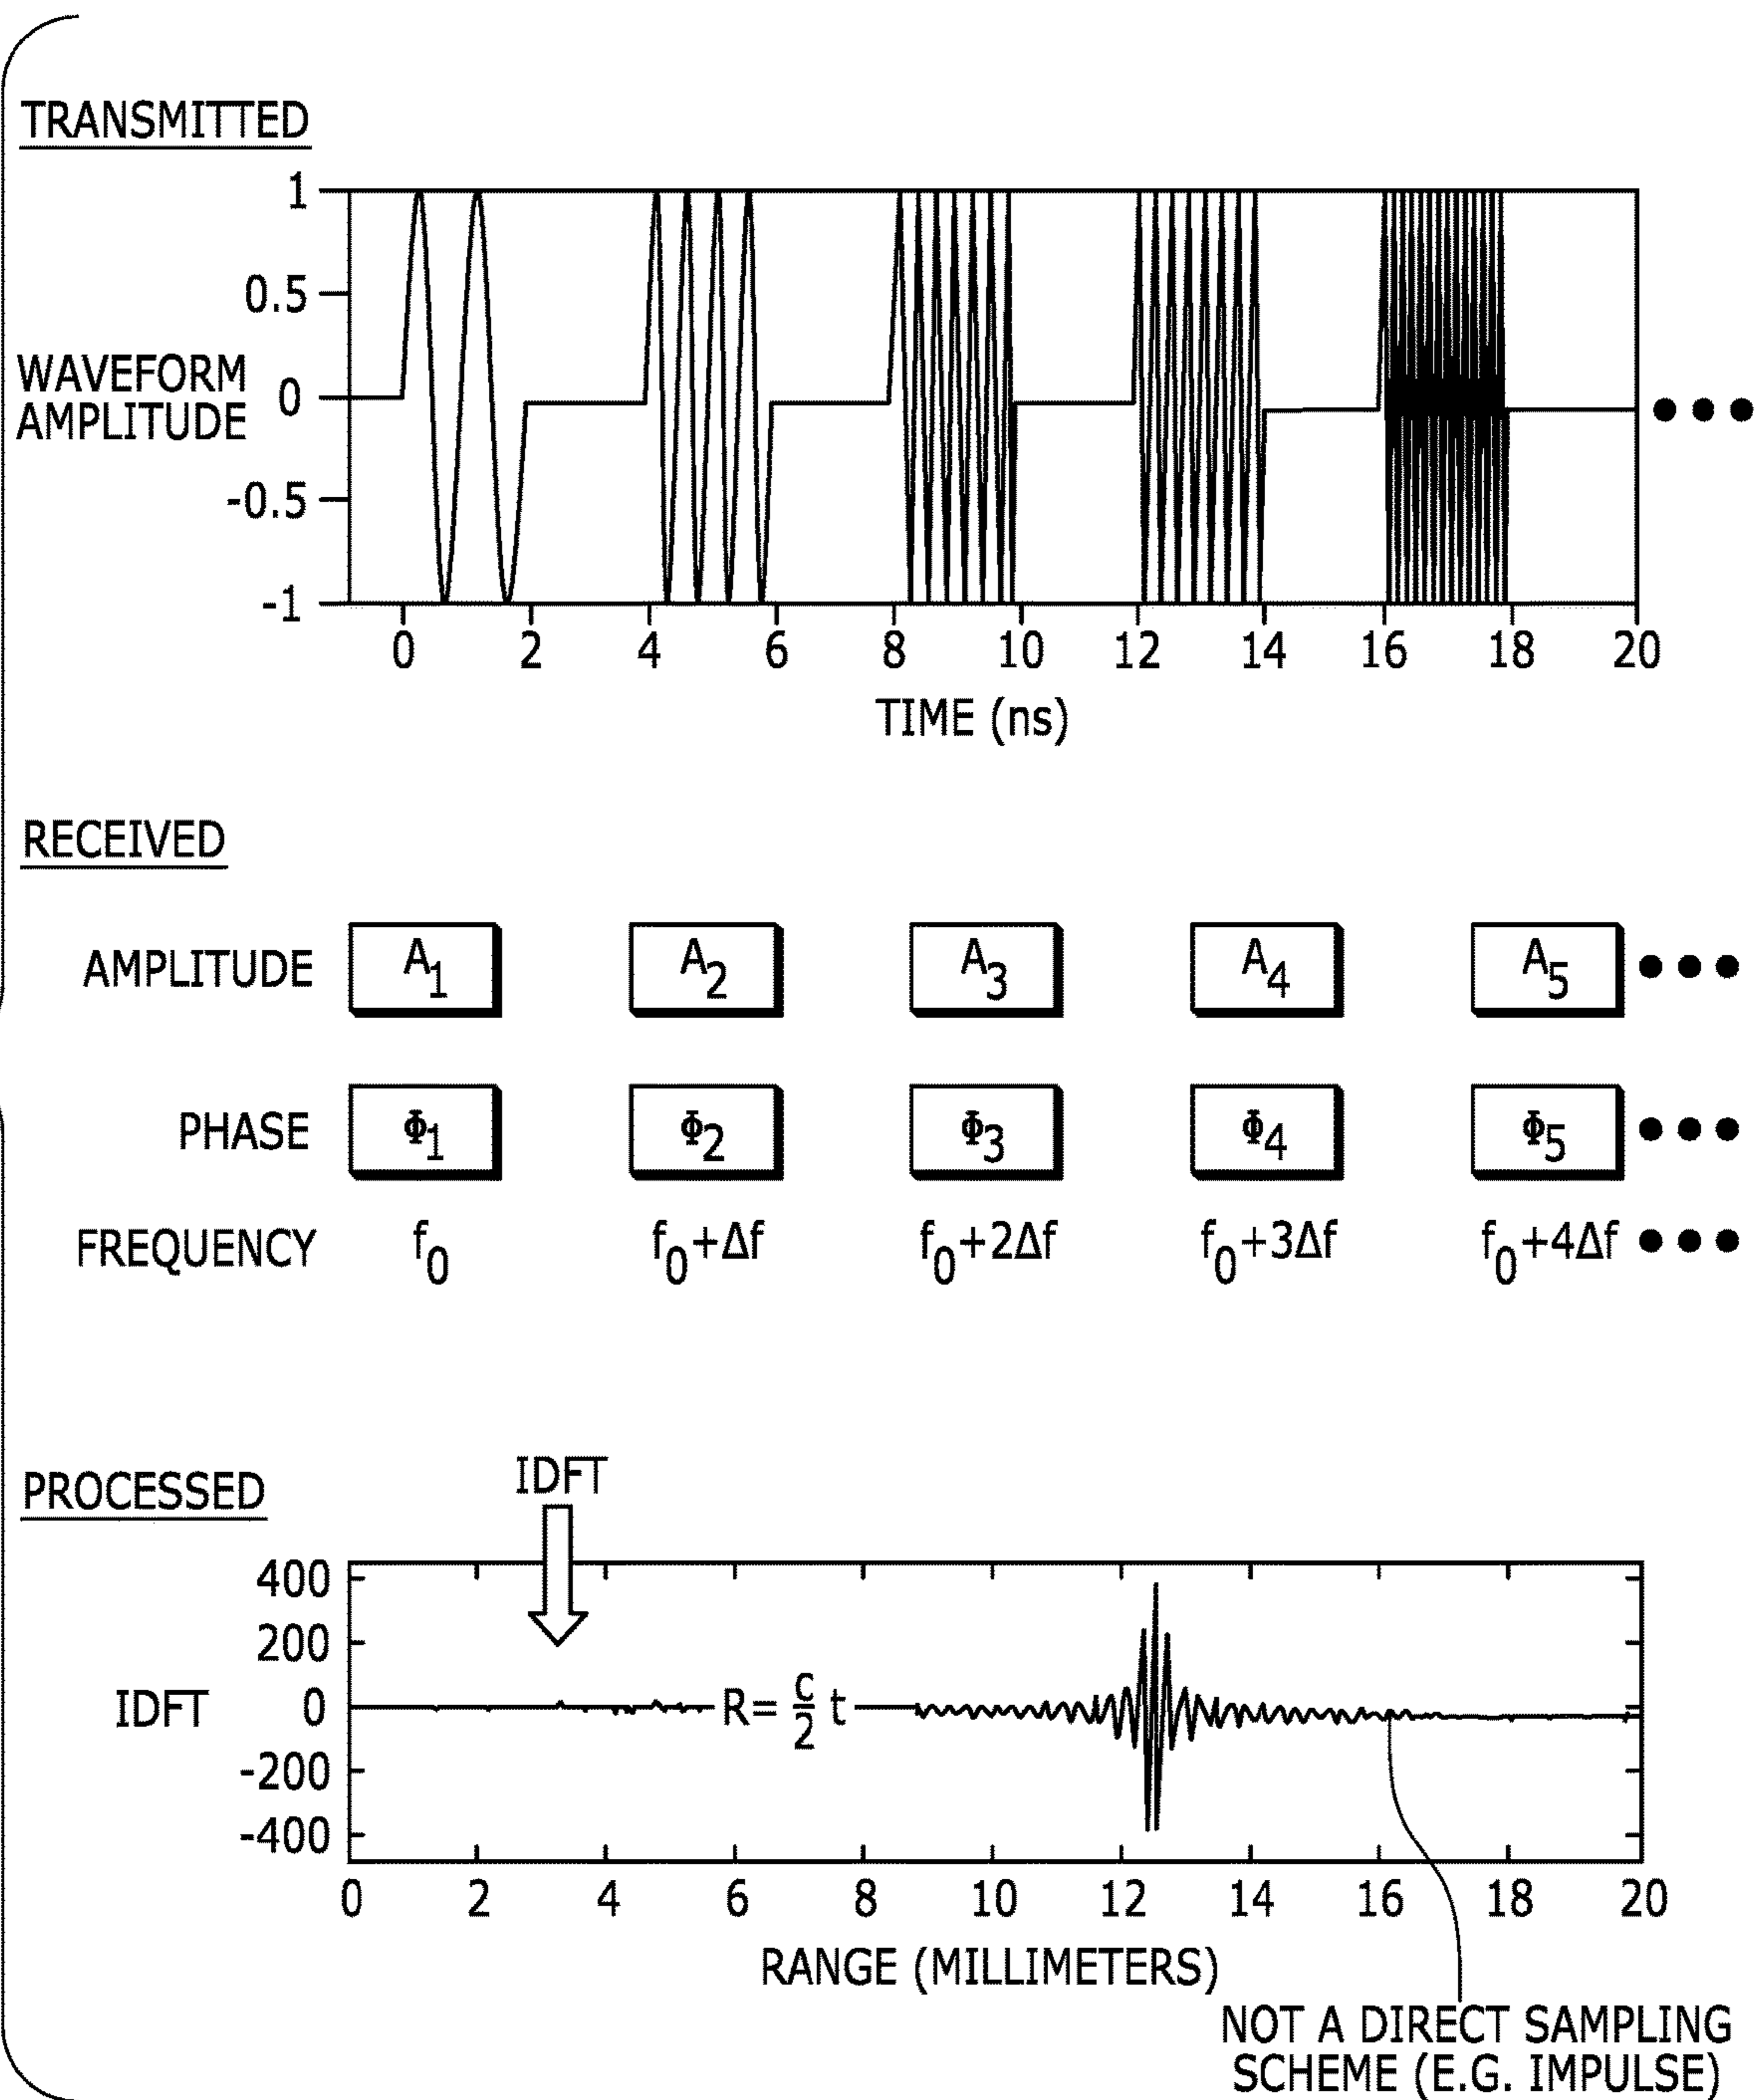 TRANSMITTED
1
0.5
WAVEFORM
AMPLITUDE
0
-0.5
-1
0 2 4 6 8 10 12 14 16 18 20
TIME (ns)
RECEIVED
AMPLITUDE A1 A2 A3 A4 A5
PHASE Φ1 Φ2 Φ3 Φ4 Φ5
FREQUENCY f0 f0+Δf f0+2Δf f0+3Δf f0+4Δf
PROCESSED
IDFT
400
200
IDFT 0 R= c/2 t
-200
-400
0 2 4 6 8 10 12 14 16 18 20
RANGE (MILLIMETERS)
NOT A DIRECT SAMPLING
SCHEME (E.G. IMPULSE)